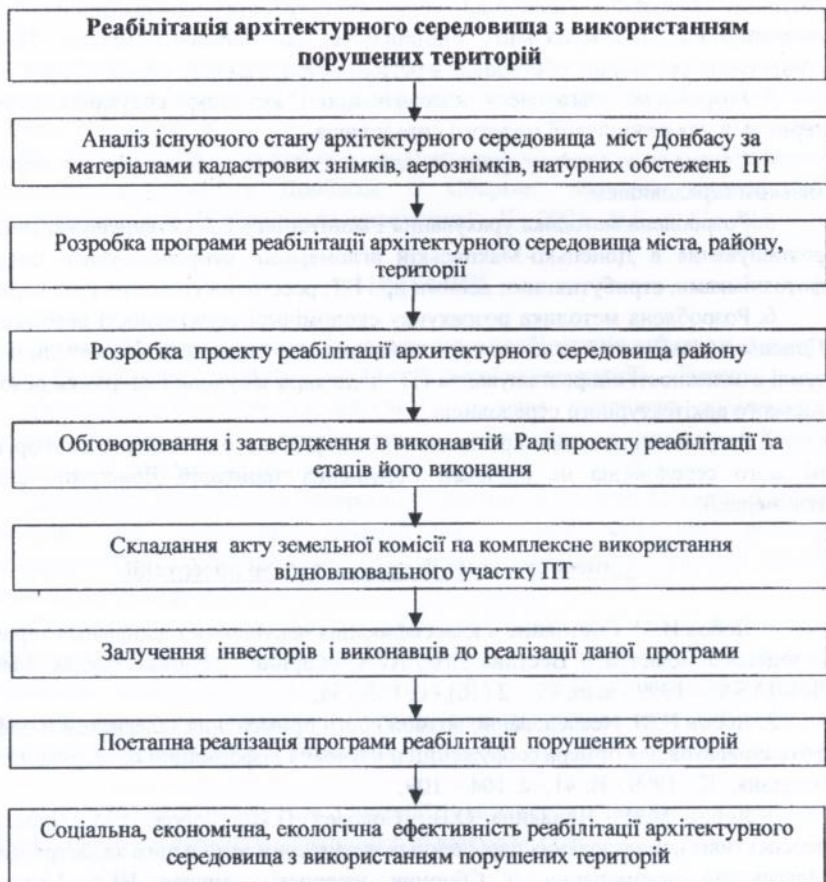 Реабілітація архітектурного середовища з використанням
порушених територій
Аналіз існуючого стану архітектурного середовища міст Донбасу за
матеріалами кадастрових знімків, аерознімків, натурних обстежень ПТ
Розробка програми реабілітації архітектурного середовища міста, району,
території
Розробка проекту реабілітації архитектурного середовища району
Обговорювання і затвердження в виконавчій Раді проекту реабілітації та
етапів його виконання
Складання акту земельної комісії на комплексне використання
відновлювального участку ПТ
Залучення інвесторів і виконавців до реалізації даної програми
Поетапна реалізація програми реабілітації порушених територій
Соціальна, економічна, екологічна ефективність реабілітації архітектурного
середовища з використанням порушених територій